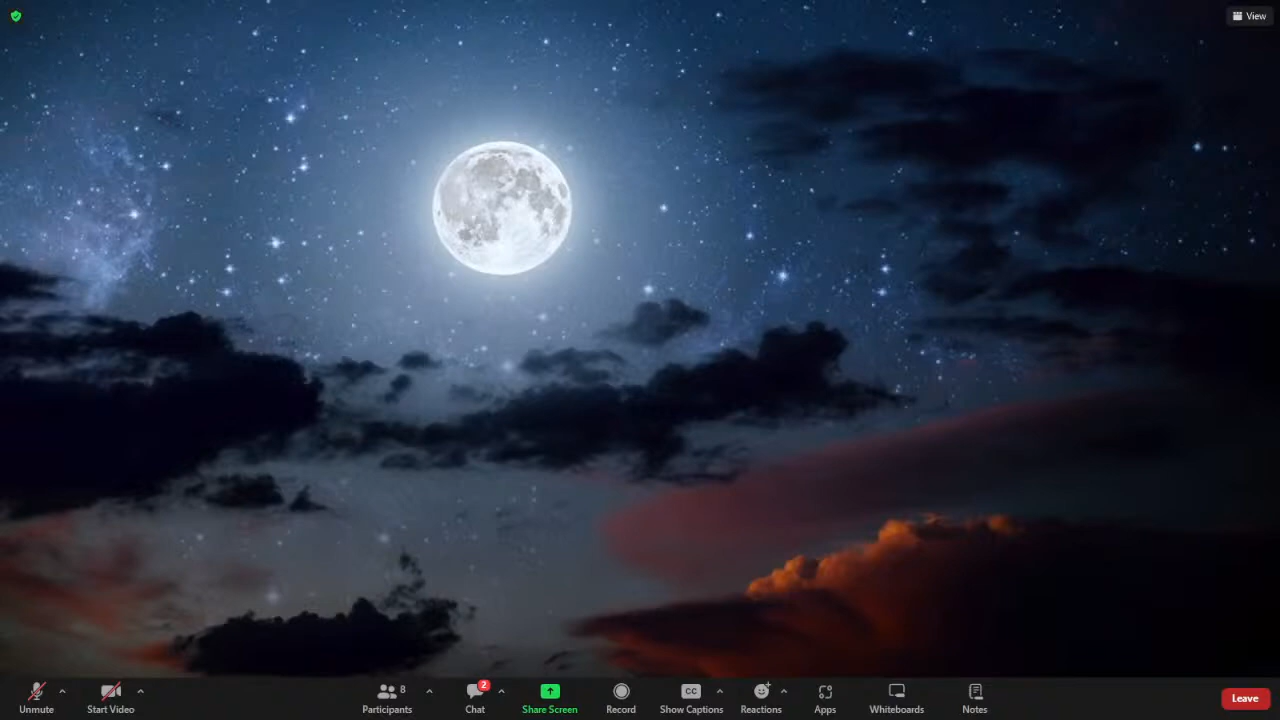 View
8
2
CC
Unmute
Start Video
Participants
Chat
Share Screen
Record
Show Captions
Reactions
Apps
Whiteboards
Notes
Leave